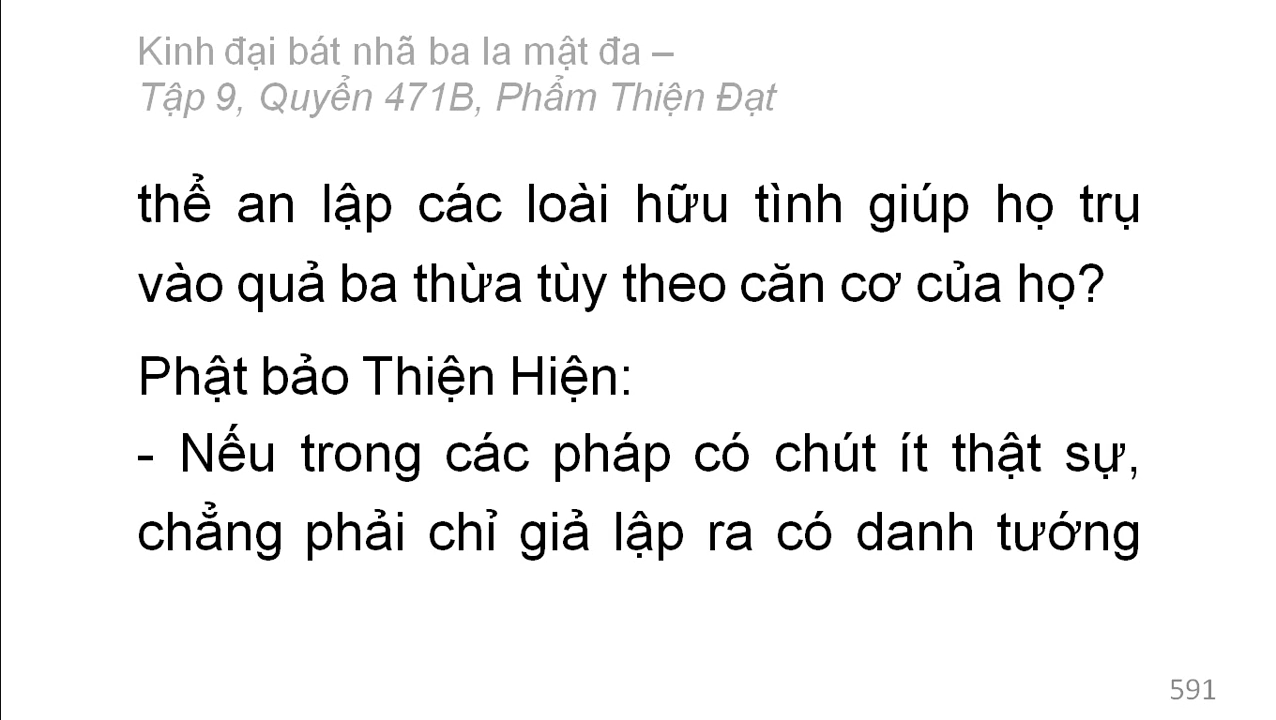 Kinh đại bát nhã ba la mật đa –
Tập 9, Quyển 471B, Phẩm Thiện Đạt
thể an lập các loài hữu tình giúp họ trụ
vào quả ba thừa tùy theo căn cơ của họ?
Phật bảo Thiện Hiện:
- Nếu trong các pháp có chút ít thật sự,
chẳng phải chỉ giả lập ra có danh tướng
591